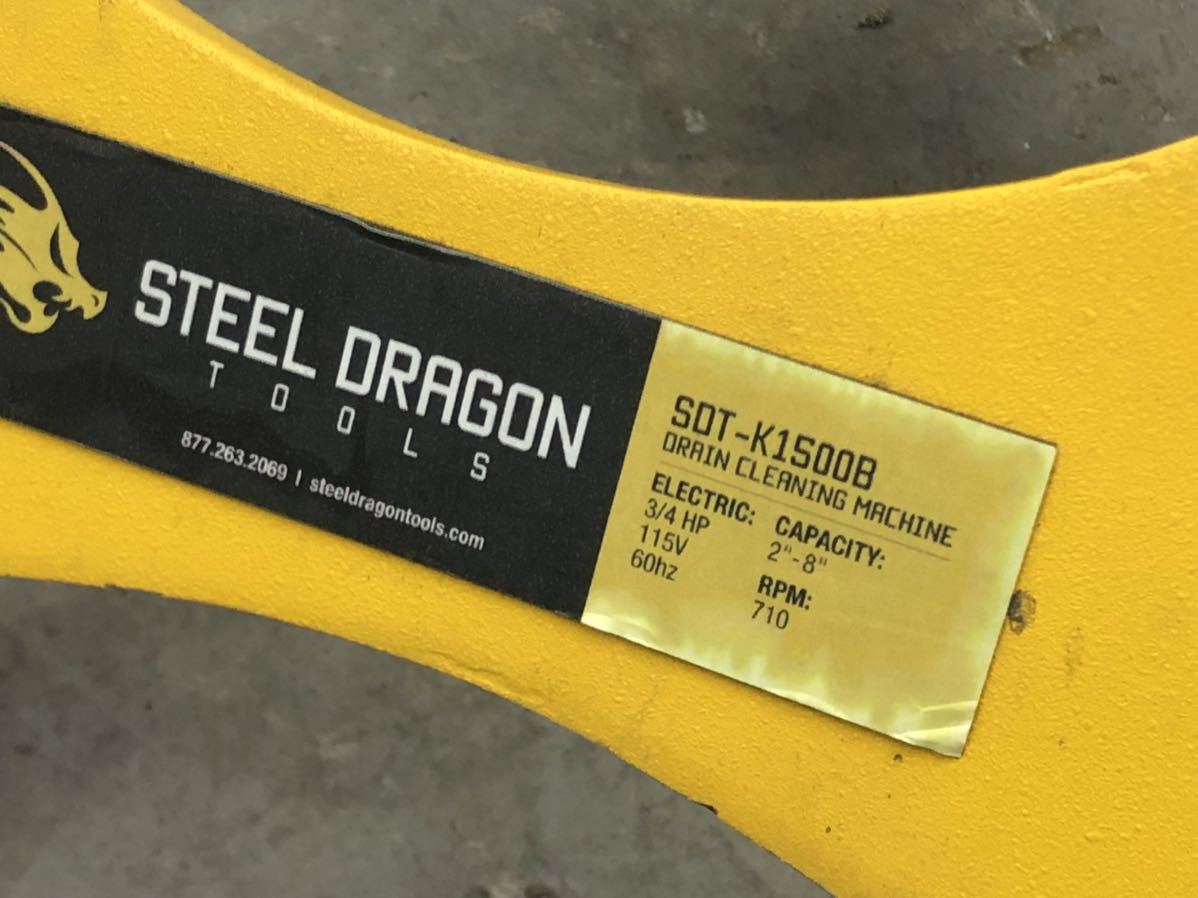 STEEL DRAGON
TOOLS
877.263.2069 | steeldragontools.com
SDT-K1500B
DRAIN CLEANING MACHINE
ELECTRIC:
3/4 HP
115V
60hz
CAPACITY:
2"-8"
RPM:
710